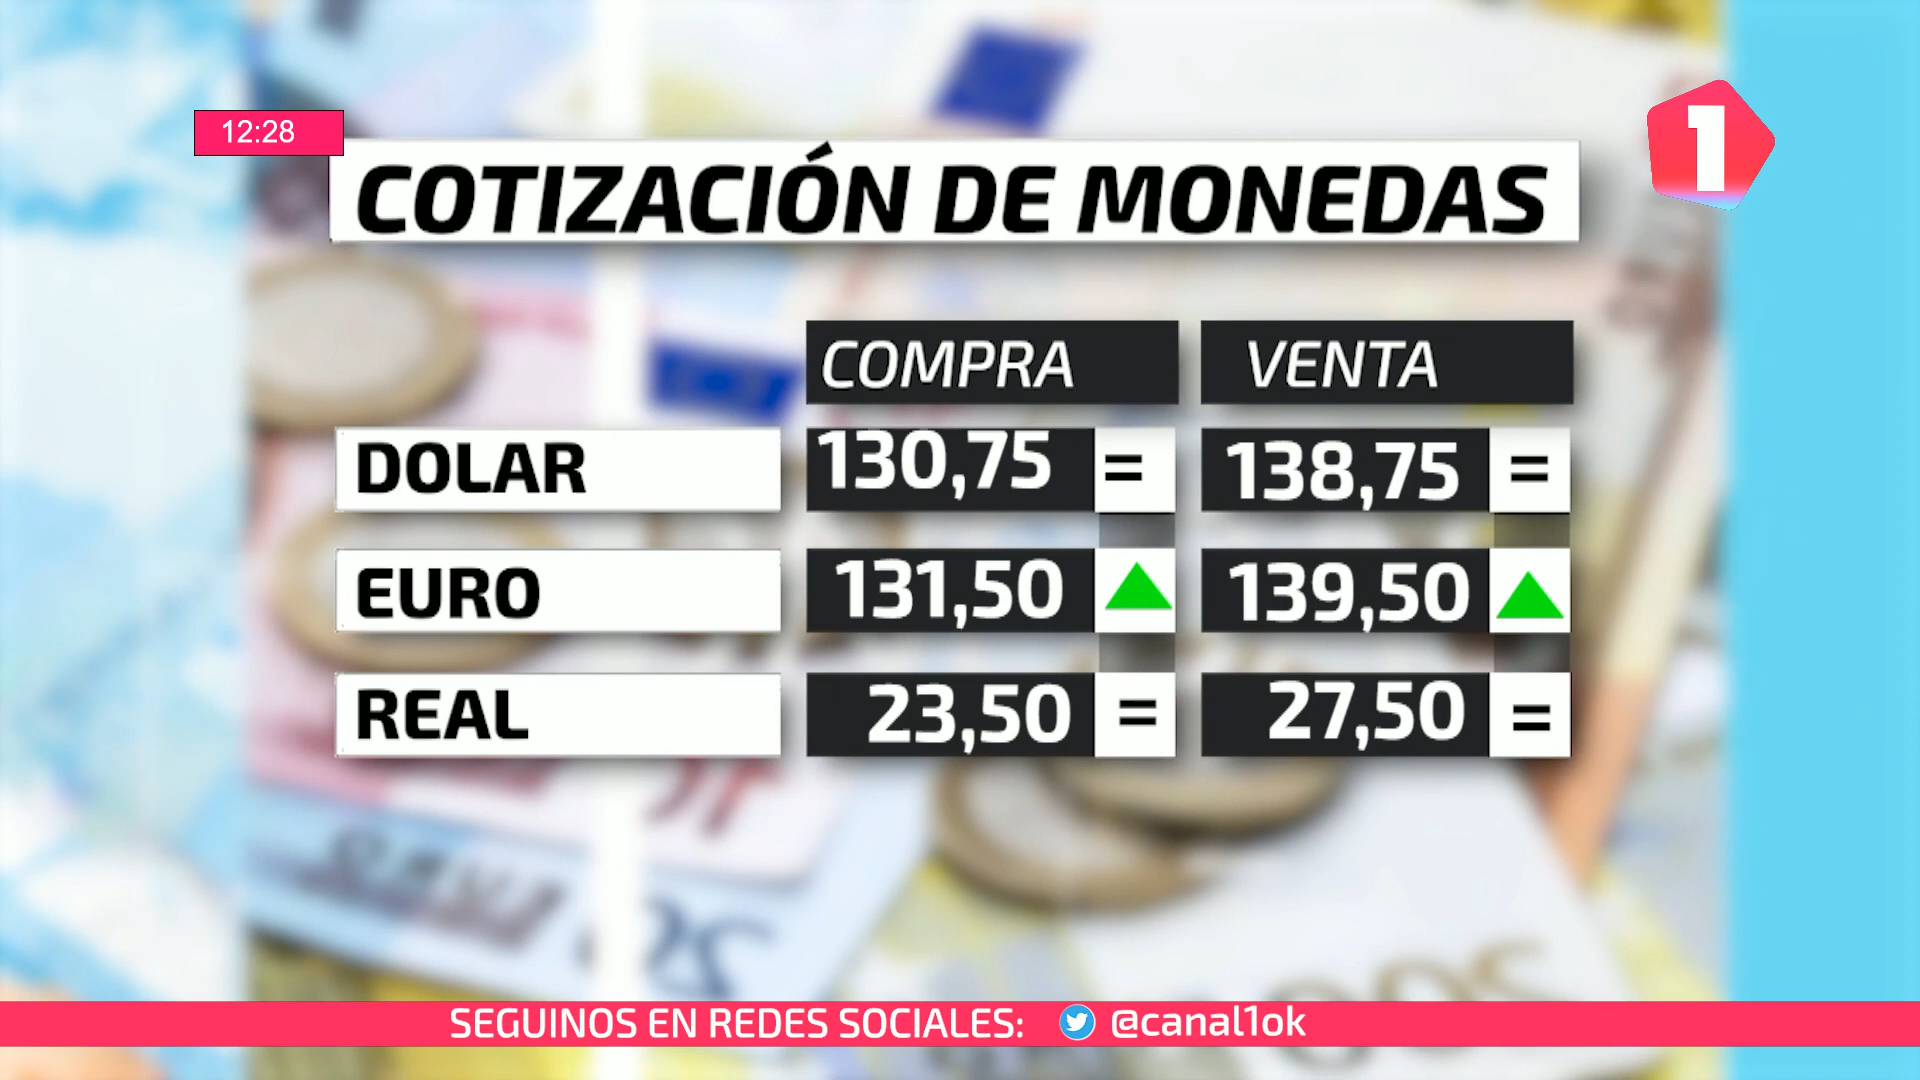 12:28
1
COTIZACIÓN DE MONEDAS
COMPRA VENTA
DOLAR 130,75 = 138,75 =
EURO 131,50 139,50
REAL 23,50 = 27,50 =
SEGUINOS EN REDES SOCIALES: @canal1ok